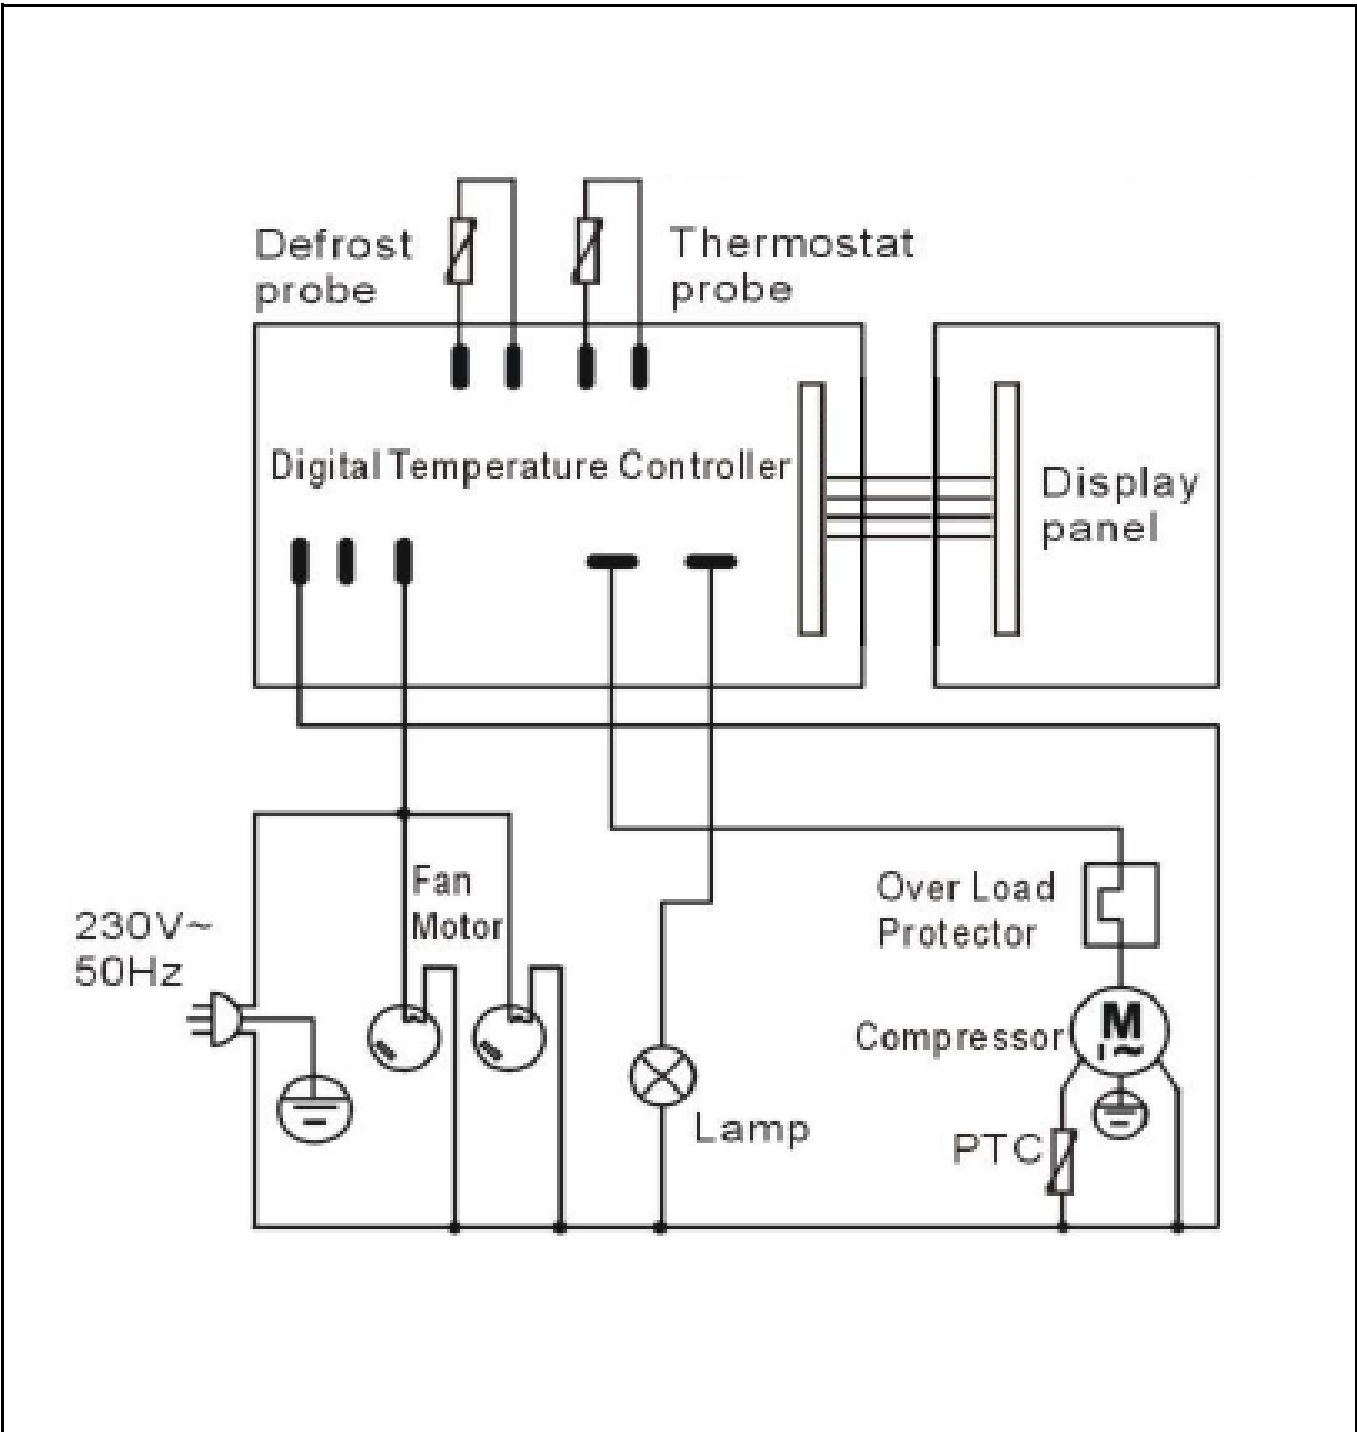 Defrost
probe
Thermostat
probe
Digital Temperature Controller
Display
panel
Fan
Motor
230V~
50Hz
Over Load
Protector
Compressor
M
1~
Lamp
PTC